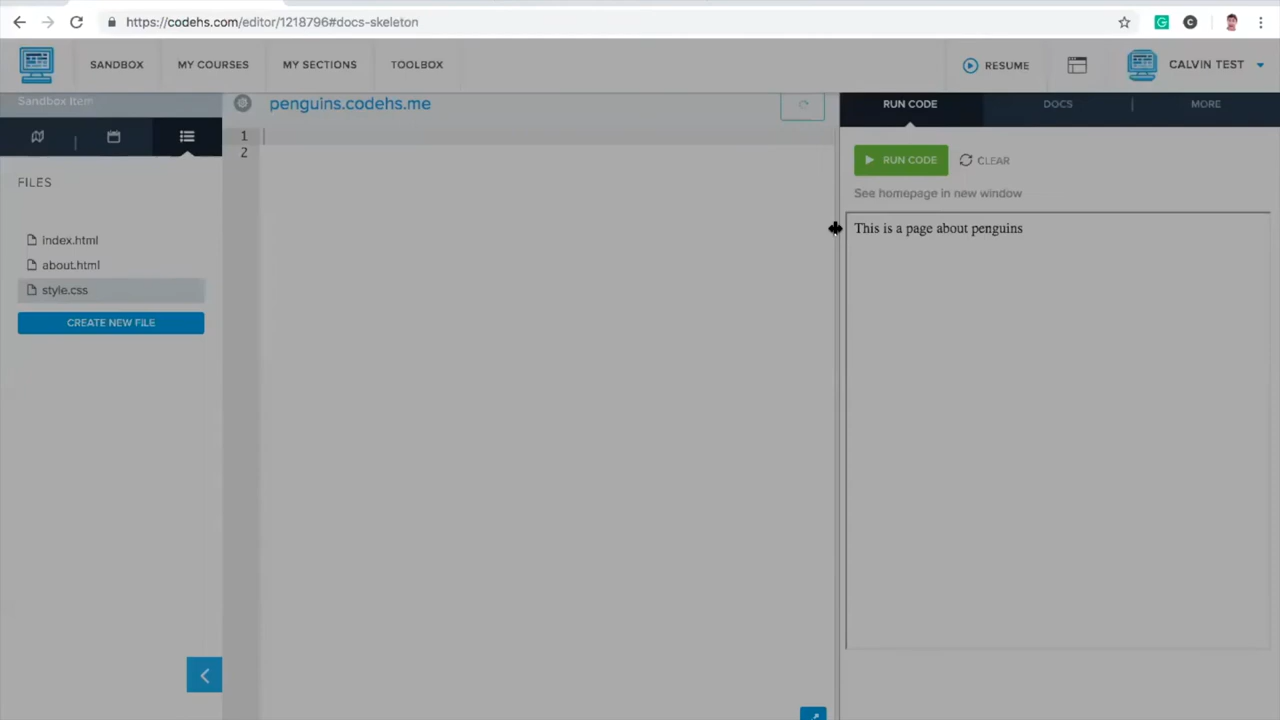 https://codehs.com/editor/1218796#docs-skeleton
SANDBOX MY COURSES MY SECTIONS TOOLBOX RESUME CALVIN TEST
Sandbox Item
penguins.codehs.me
RUN CODE DOCS MORE
1
2
RUN CODE CLEAR
See homepage in new window
FILES
This is a page about penguins
index.html
about.html
style.css
CREATE NEW FILE